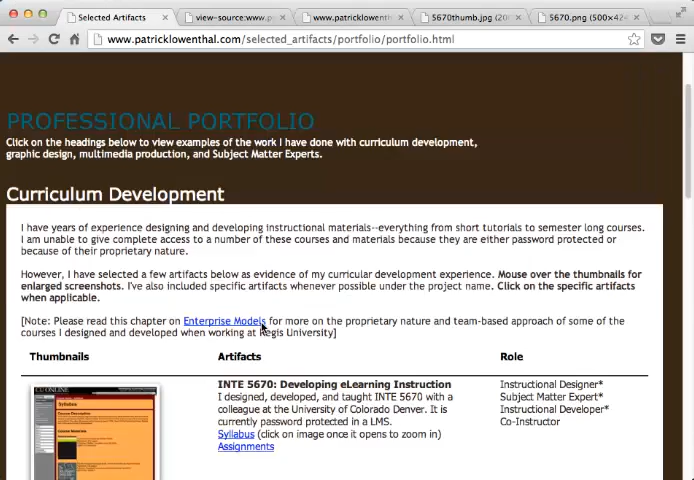 Selected Artifacts
view-source:www.p
www.patricklowenth
5670thumb.jpg (20
5670.png (500×42
www.patricklowenthal.com/selected_artifacts/portfolio/portfolio.html
PROFESSIONAL PORTFOLIO
Click on the headings below to view examples of the work I have done with curriculum development,
graphic design, multimedia production, and Subject Matter Experts.
Curriculum Development
I have years of experience designing and developing instructional materials--everything from short tutorials to semester long courses.
I am unable to give complete access to a number of these courses and materials because they are either password protected or
because of their proprietary nature.
However, I have selected a few artifacts below as evidence of my curricular development experience. Mouse over the thumbnails for
enlarged screenshots. I've also included specific artifacts whenever possible under the project name. Click on the specific artifacts
when applicable.
[Note: Please read this chapter on Enterprise Models for more on the proprietary nature and team-based approach of some of the
courses I designed and developed when working at Regis University]
Thumbnails
Artifacts
Role
CU ONLINE
Syllabus
Course Description
Course Materials
INTE 5670: Developing eLearning Instruction
I designed, developed, and taught INTE 5670 with a
colleague at the University of Colorado Denver. It is
currently password protected in a LMS.
Syllabus (click on image once it opens to zoom in)
Assignments
Instructional Designer*
Subject Matter Expert*
Instructional Developer*
Co-Instructor